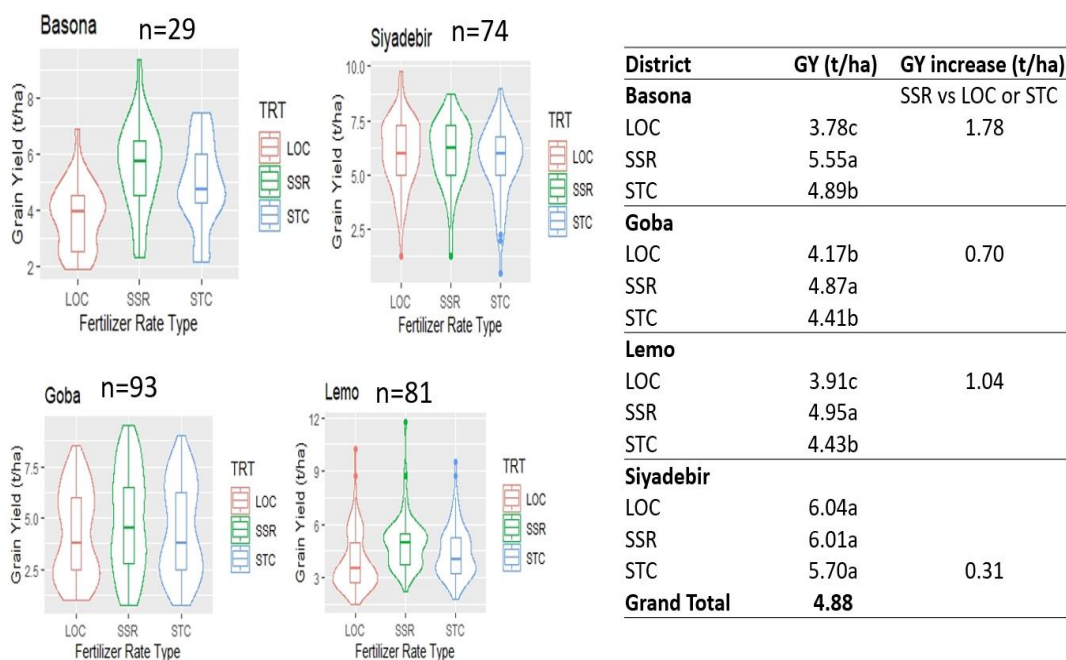 Basona n=29
Grain Yield (t/ha)
8
6
4
2
LOC SSR STC
Fertilizer Rate Type
TRT
LOC
SSR
STC
Siyadebir n=74
Grain Yield (t/ha)
10.0
7.5
5.0
2.5
LOC SSR STC
Fertilizer Rate Type
TRT
LOC
SSR
STC
Goba n=93
Grain Yield (t/ha)
7.5
5.0
2.5
LOC SSR STC
Fertilizer Rate Type
TRT
LOC
SSR
STC
Lemo n=81
Grain Yield (t/ha)
12
9
6
3
LOC SSR STC
Fertilizer Rate Type
TRT
LOC
SSR
STC
District GY (t/ha) GY increase (t/ha)
Basona SSR vs LOC or STC
LOC 3.78c 1.78
SSR 5.55a
STC 4.89b
Goba
LOC 4.17b 0.70
SSR 4.87a
STC 4.41b
Lemo
LOC 3.91c 1.04
SSR 4.95a
STC 4.43b
Siyadebir
LOC 6.04a
SSR 6.01a
STC 5.70a 0.31
Grand Total 4.88